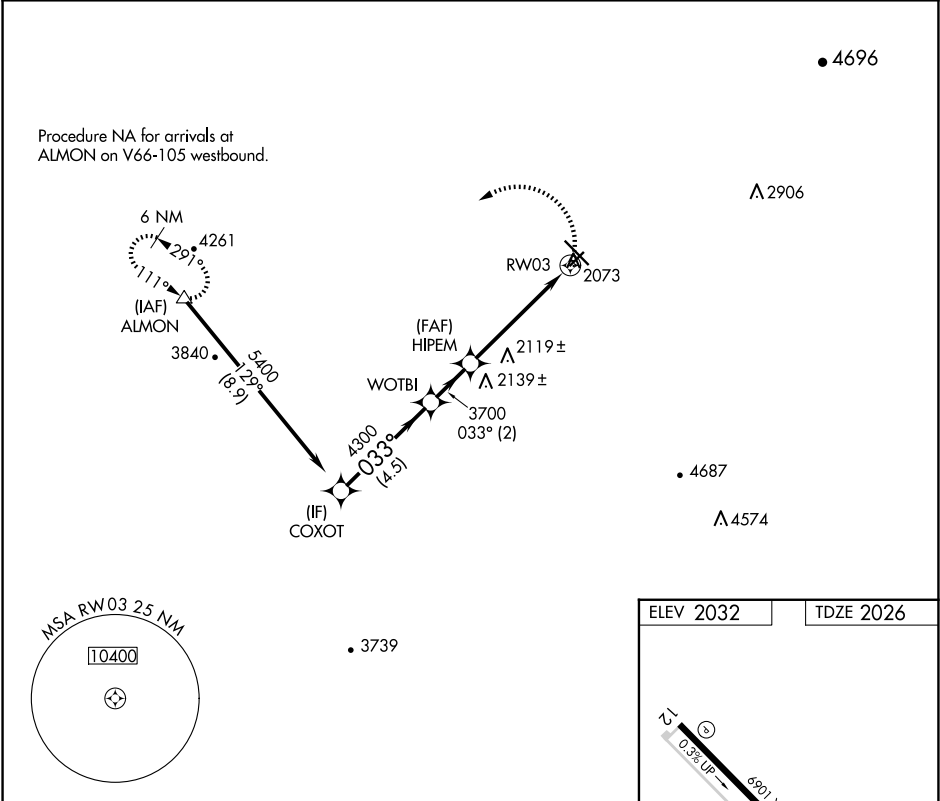 4696
Procedure NA for arrivals at
ALMON on V66-105 westbound.
2906
6 NM
4261
291°
111°
RW03
2073
(IAF)
ALMON
(FAF)
HIPEM
3840
5400
129°
(8.9)
2119±
WOTBI
2139±
3700
033° (2)
4300
033°
(4.5)
4687
(IF)
COXOT
4574
MSA RW03 25 NM
10400
3739
ELEV 2032
TDZE 2026
12
P
0.3% UP
6901